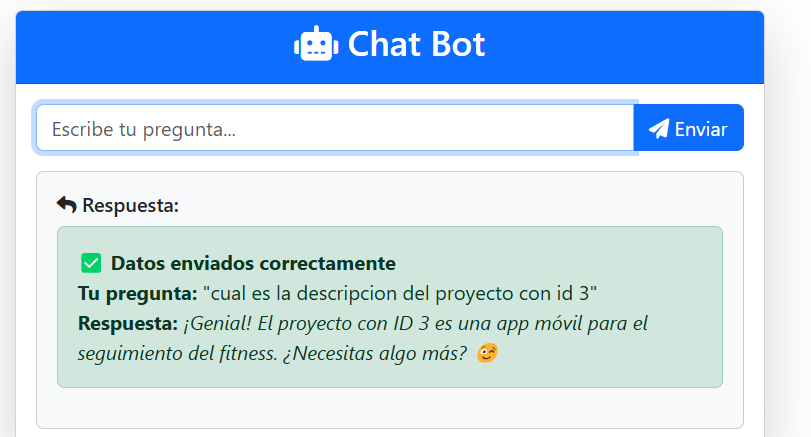 Chat Bot
Escribe tu pregunta...
Enviar
Respuesta:
Datos enviados correctamente
Tu pregunta: "cual es la descripcion del proyecto con id 3"
Respuesta: ¡Genial! El proyecto con ID 3 es una app móvil para el
seguimiento del fitness. ¿Necesitas algo más? 😉